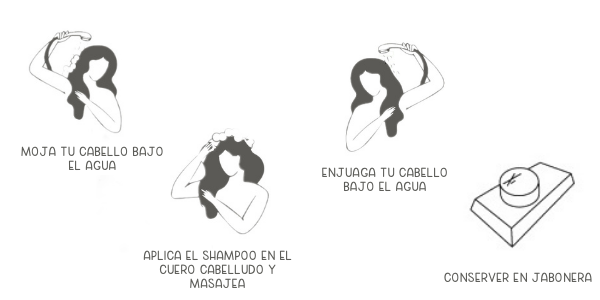 MOJA TU CABELLO BAJO
EL AGUA
APLICA EL SHAMPOO EN EL
CUERO CABELLUDO Y
MASAJEA
ENJUAGA TU CABELLO
BAJO EL AGUA
CONSERVER EN JABONERA